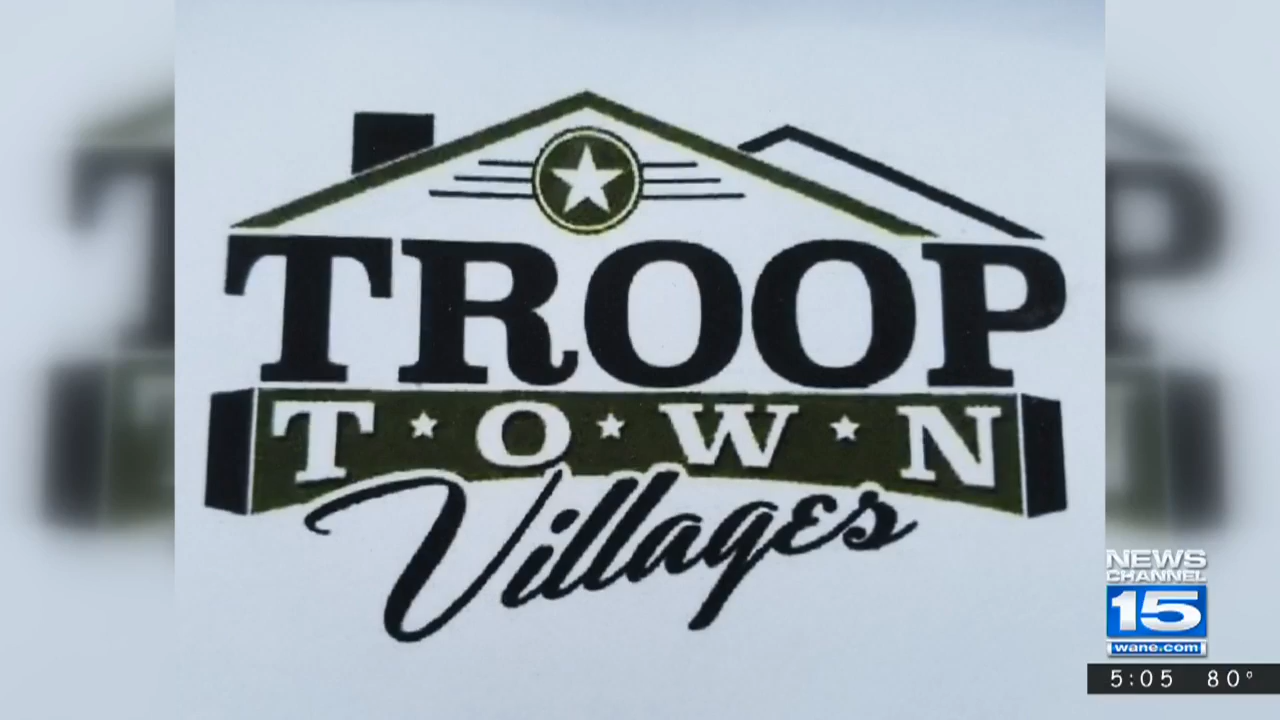 TROOP
T★O★W★N
Villages
NEWS
CHANNEL
15
wane.com
5:05 80°